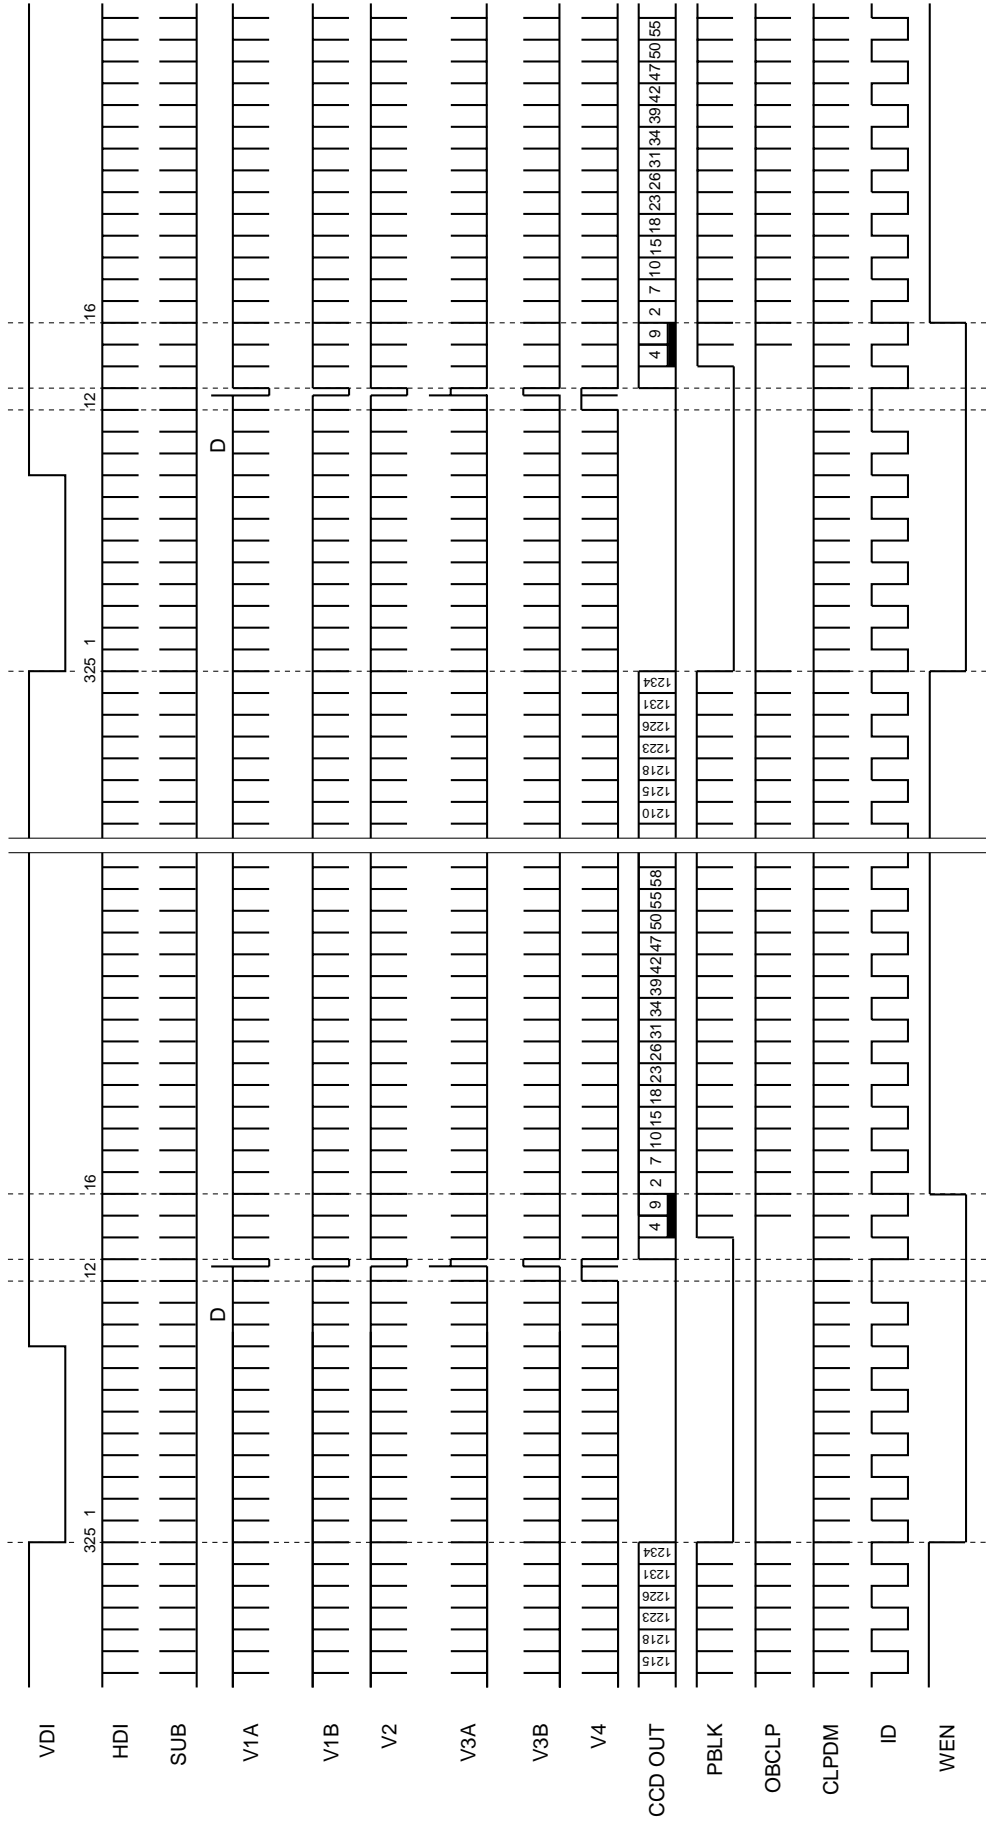 VDI
325 1 12 16 325 1 12 16
HDI
SUB
D D
V1A
V1B
V2
V3A
V3B
V4
CCD OUT 1215 1218 1223 1226 1231 1234 4 9 2 7 10 15 18 23 26 31 34 39 42 47 50 55 58 1210 1215 1218 1223 1226 1231 1234 4 9 2 7 10 15 18 23 26 31 34 39 42 47 50 55
PBLK
OBCLP
CLPDM
ID
WEN